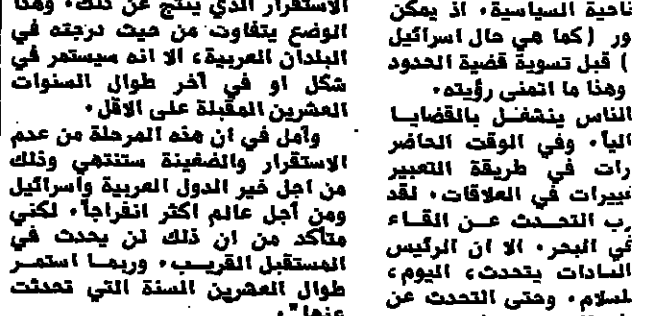 ناحية السياسية، اذ يمكن
ور (كما هي حال اسرائيل
) قبل تسوية قضية الحدود
وهذا ما اتمنى رؤيته،
الناس ينشغل بالقضايا
اليا، وفي الوقت الحاضر
رات في طريقة التعبير
غييرات في العلاقات، لقد
رب التحدث عن القاء
في البحر، الا ان الرئيس
السادات يتحدث، اليوم،
لسلام، وحتى التحدث عن
الاستقرار الذي ينتج عن ذلك، وهذا
الوضع يتفاوت من حيث درجته في
البلدان العربية، الا انه سيستمر في
شكل او في آخر طوال السنوات
العشرين المقبلة على الاقل،
وآمل في ان هذه المرحلة من عدم
الاستقرار والضغينة ستنتهي وذلك
من اجل خير الدول العربية واسرائيل
ومن أجل عالم اكثر انفراجاً، لكني
متأكد من ان ذلك لن يحدث في
المستقبل القريب، وربما استمر
طوال العشرين السنة التي تحدثت
عنها"،